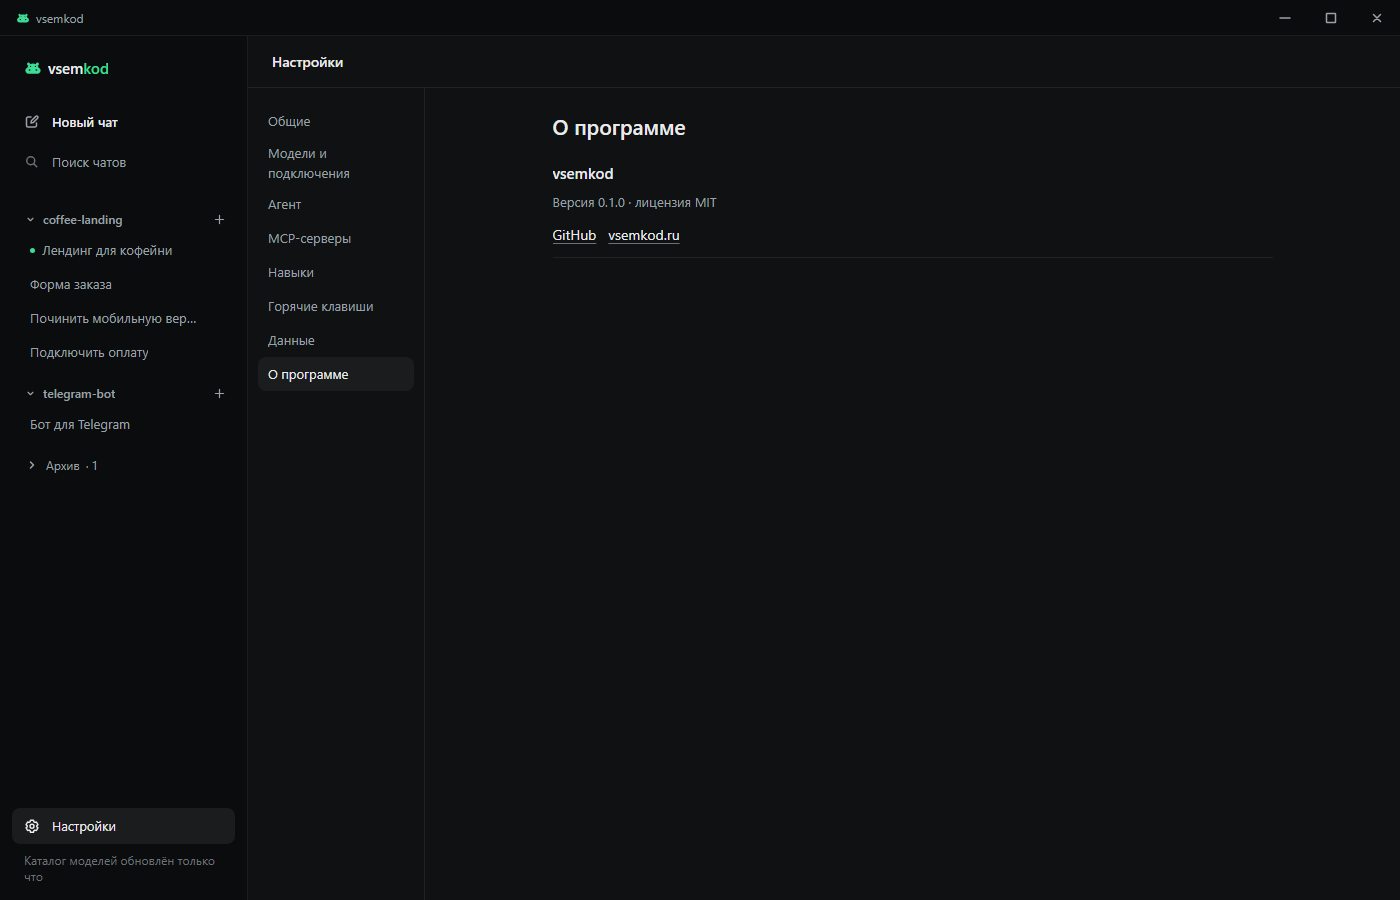 vsemkod
vsemkod
Новый чат
Поиск чатов
coffee-landing
Лендинг для кофейни
Форма заказа
Починить мобильную вер...
Подключить оплату
telegram-bot
Бот для Telegram
Архив · 1
Настройки
Каталог моделей обновлён только
что
Настройки
Общие
Модели и
подключения
Агент
MCP-серверы
Навыки
Горячие клавиши
Данные
О программе
О программе
vsemkod
Версия 0.1.0 · лицензия MIT
GitHub vsemkod.ru